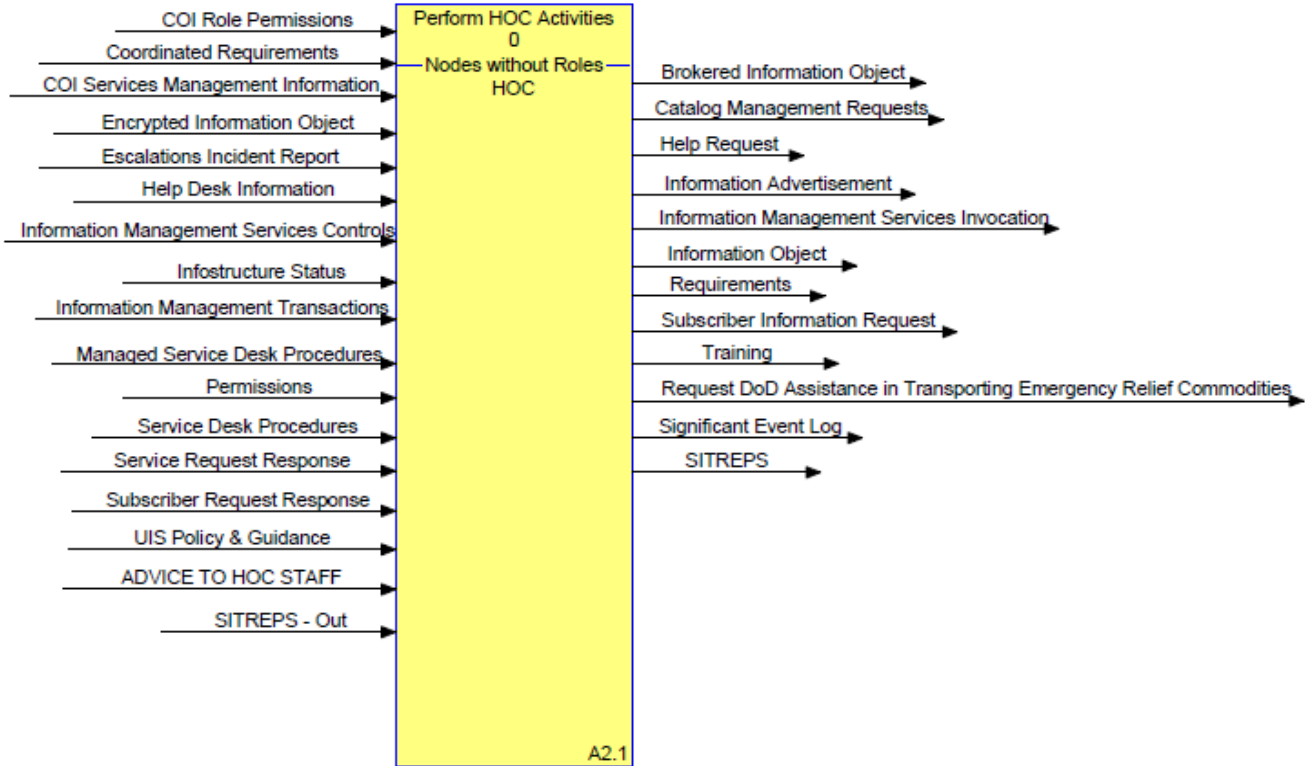 COI Role Permissions
Coordinated Requirements
COI Services Management Information
Encrypted Information Object
Escalations Incident Report
Help Desk Information
Information Management Services Controls
Infostructure Status
Information Management Transactions
Managed Service Desk Procedures
Permissions
Service Desk Procedures
Service Request Response
Subscriber Request Response
UIS Policy & Guidance
ADVICE TO HOC STAFF
SITREPS - Out
Perform HOC Activities
0
Nodes without Roles
HOC
A2.1
Brokered Information Object
Catalog Management Requests
Help Request
Information Advertisement
Information Management Services Invocation
Information Object
Requirements
Subscriber Information Request
Training
Request DoD Assistance in Transporting Emergency Relief Commodities
Significant Event Log
SITREPS